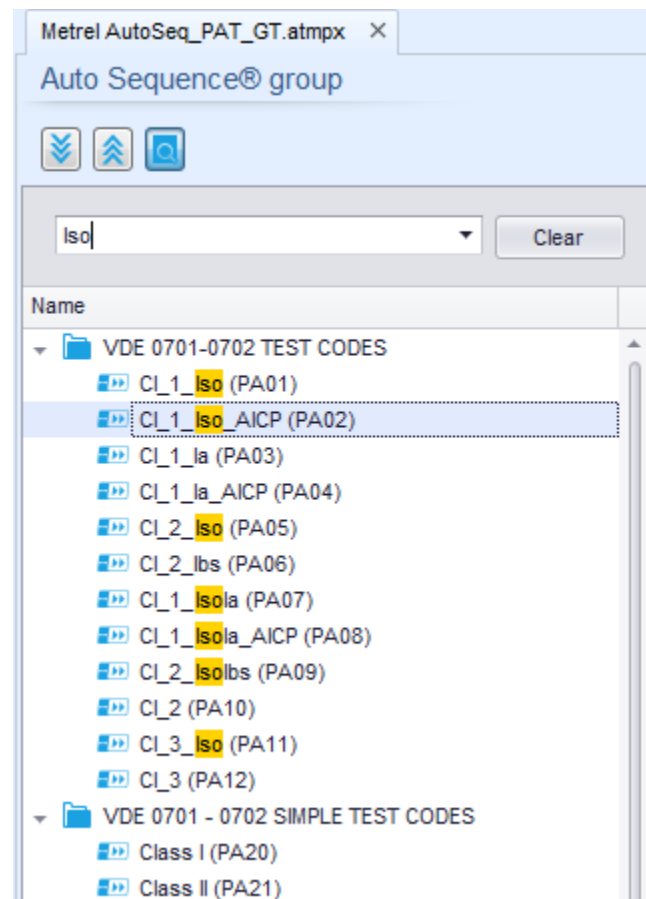 Metrel AutoSeq_PAT_GT.atmpx ×
Auto Sequence® group
Iso Clear
Name
VDE 0701-0702 TEST CODES
Cl_1_Iso (PA01)
Cl_1_Iso_AICP (PA02)
Cl_1_Ia (PA03)
Cl_1_Ia_AICP (PA04)
Cl_2_Iso (PA05)
Cl_2_Ibs (PA06)
Cl_1_IsoIa (PA07)
Cl_1_IsoIa_AICP (PA08)
Cl_2_IsoIbs (PA09)
Cl_2 (PA10)
Cl_3_Iso (PA11)
Cl_3 (PA12)
VDE 0701 - 0702 SIMPLE TEST CODES
Class I (PA20)
Class II (PA21)